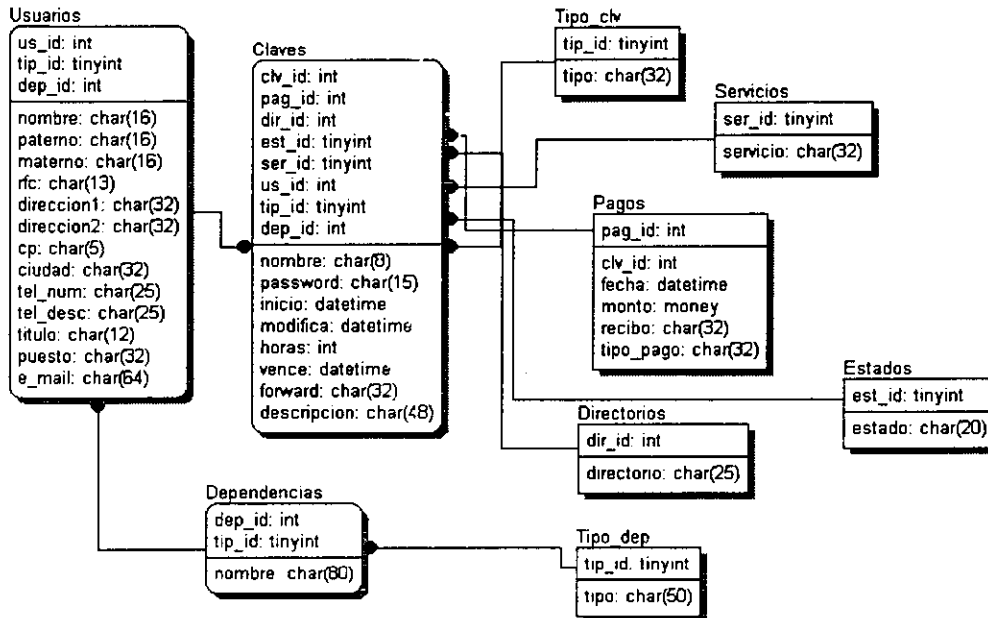 Usuarios
us_id: int
tip_id: tinyint
dep_id: int
nombre: char(16)
paterno: char(16)
materno: char(16)
rfc: char(13)
direccion1: char(32)
direccion2: char(32)
cp: char(5)
ciudad: char(32)
tel_num: char(25)
tel_desc: char(25)
titulo: char(12)
puesto: char(32)
e_mail: char(64)
Claves
clv_id: int
pag_id: int
dir_id: int
est_id: tinyint
ser_id: tinyint
us_id: int
tip_id: tinyint
dep_id: int
nombre: char(8)
password: char(15)
inicio: datetime
modifica: datetime
horas: int
vence: datetime
forward: char(32)
descripcion: char(48)
Tipo_clv
tip_id: tinyint
tipo: char(32)
Servicios
ser_id: tinyint
servicio: char(32)
Pagos
pag_id: int
clv_id: int
fecha: datetime
monto: money
recibo: char(32)
tipo_pago: char(32)
Estados
est_id: tinyint
estado: char(20)
Directorios
dir_id: int
directorio: char(25)
Dependencias
dep_id: int
tip_id: tinyint
nombre char(80)
Tipo_dep
tip_id. tinyint
tipo: char(50)